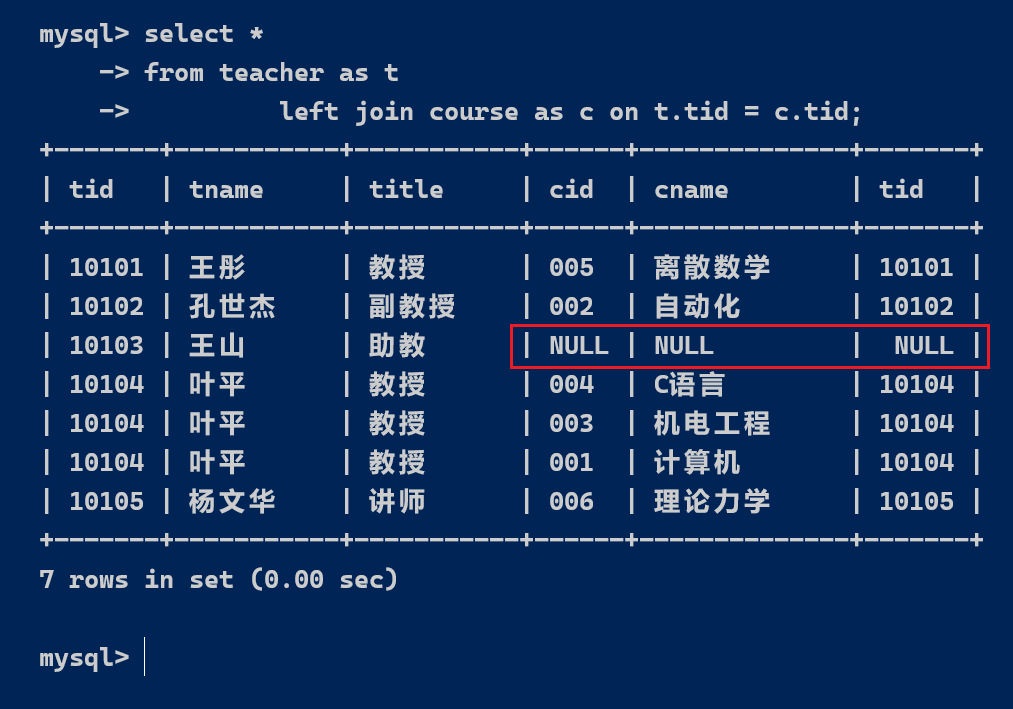 mysql> select *
    -> from teacher as t
    ->          left join course as c on t.tid = c.tid;
+-------+-----------+-----------+------+--------------+-------+
| tid   | tname     | title     | cid  | cname        | tid   |
+-------+-----------+-----------+------+--------------+-------+
| 10101 | 王彤      | 教授      | 005  | 离散数学     | 10101 |
| 10102 | 孔世杰    | 副教授    | 002  | 自动化       | 10102 |
| 10103 | 王山      | 助教      | NULL | NULL         |  NULL |
| 10104 | 叶平      | 教授      | 004  | C语言        | 10104 |
| 10104 | 叶平      | 教授      | 003  | 机电工程     | 10104 |
| 10104 | 叶平      | 教授      | 001  | 计算机       | 10104 |
| 10105 | 杨文华    | 讲师      | 006  | 理论力学     | 10105 |
+-------+-----------+-----------+------+--------------+-------+
7 rows in set (0.00 sec)
mysql>